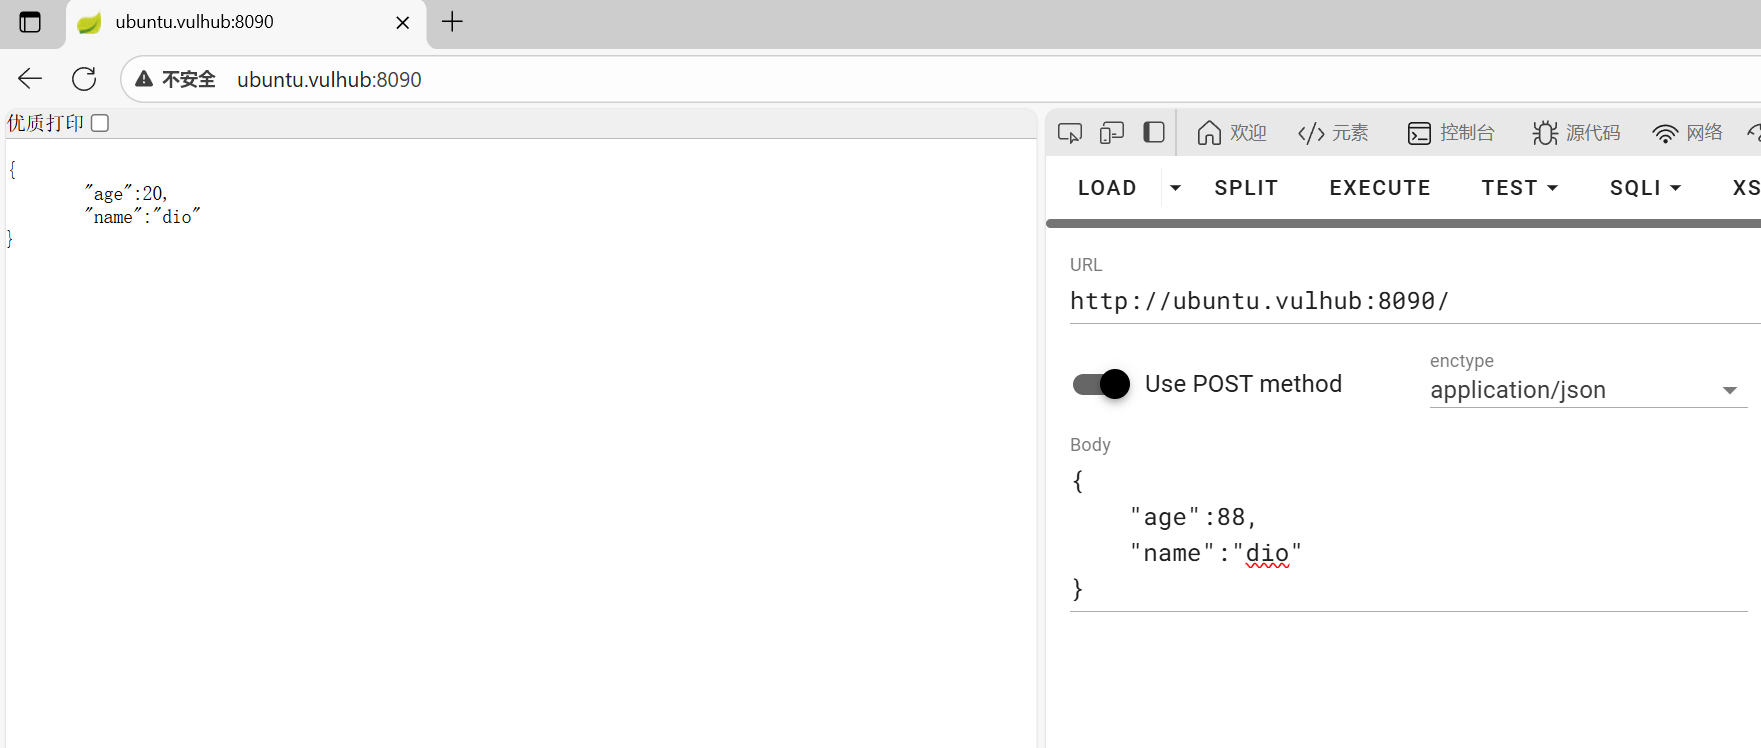 ubuntu.vulhub:8090
不安全 ubuntu.vulhub:8090
优质打印
{
"age":20,
"name":"dio"
}
欢迎 元素 控制台 源代码 网络
LOAD SPLIT EXECUTE TEST SQLI XS
URL
http://ubuntu.vulhub:8090/
Use POST method
enctype
application/json
Body
{
"age":88,
"name":"dio"
}